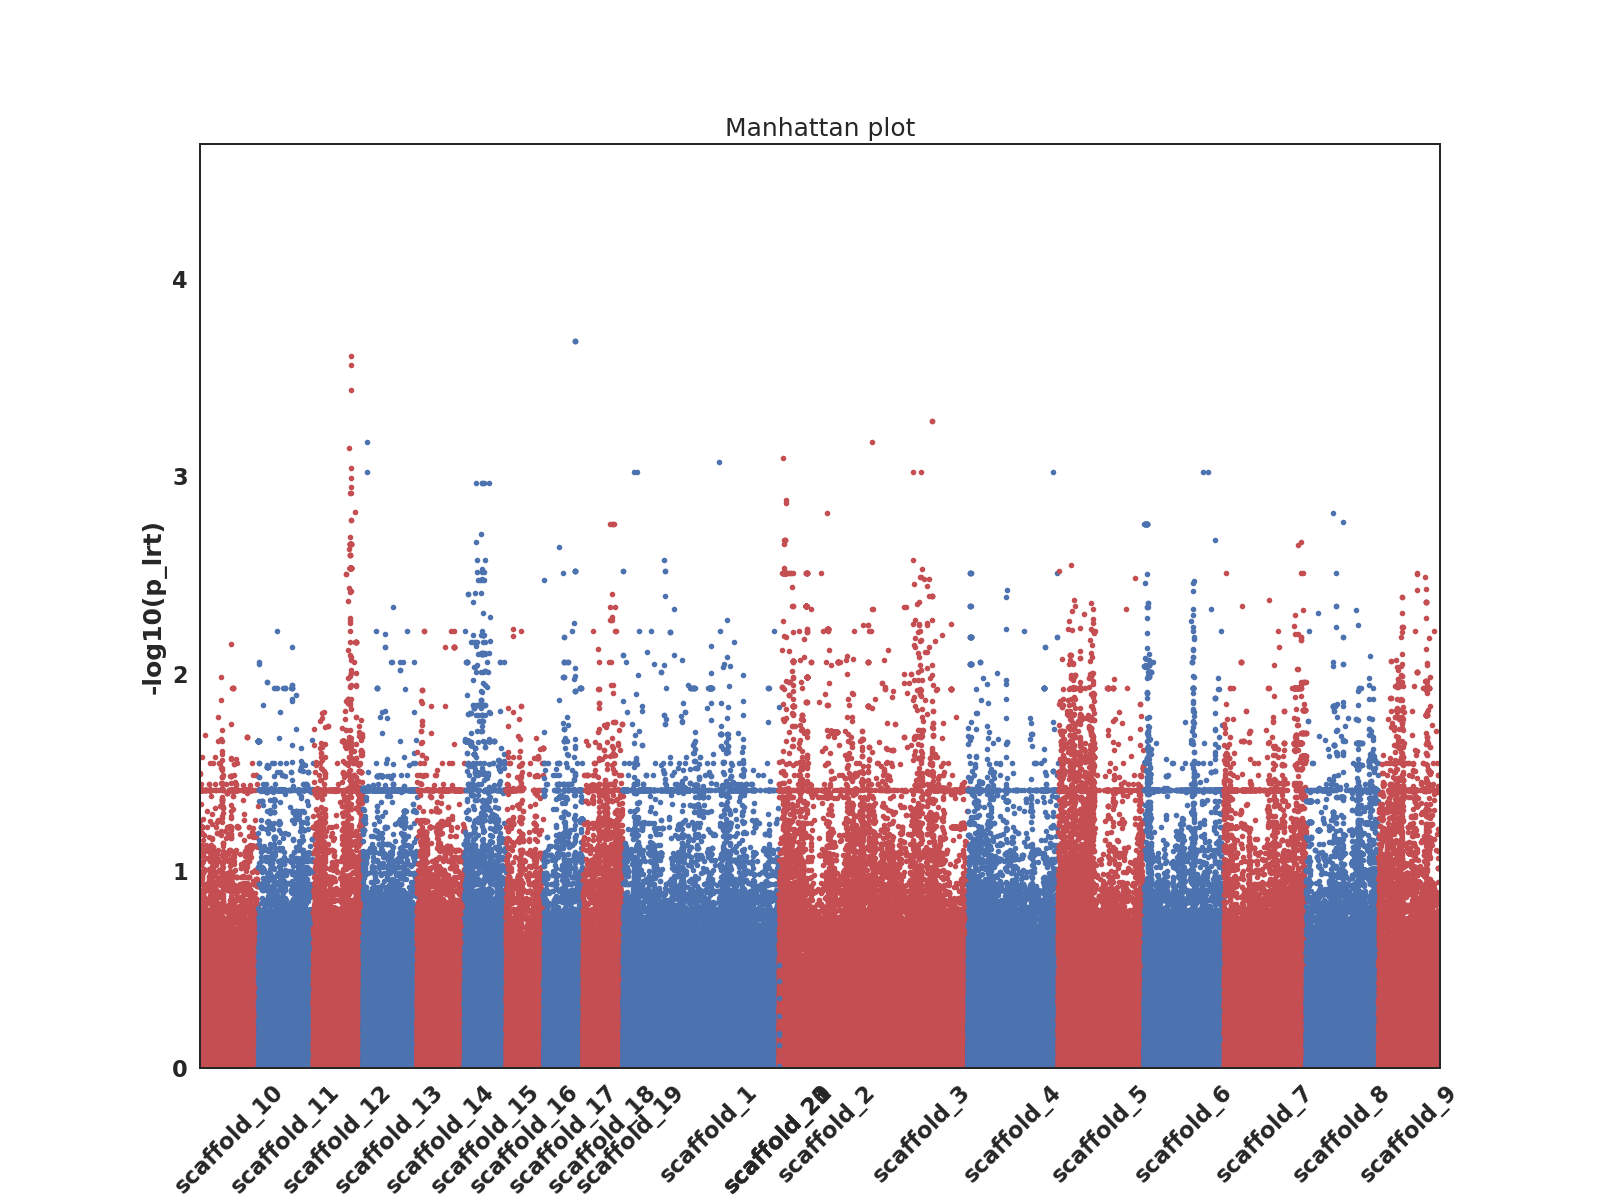 Manhattan plot
-log10(p_lrt)
4
3
2
1
0
scaffold_10
scaffold_11
scaffold_12
scaffold_13
scaffold_14
scaffold_15
scaffold_16
scaffold_17
scaffold_18
scaffold_19
scaffold_1
scaffold_2
scaffold_3
scaffold_4
scaffold_5
scaffold_6
scaffold_7
scaffold_8
scaffold_9